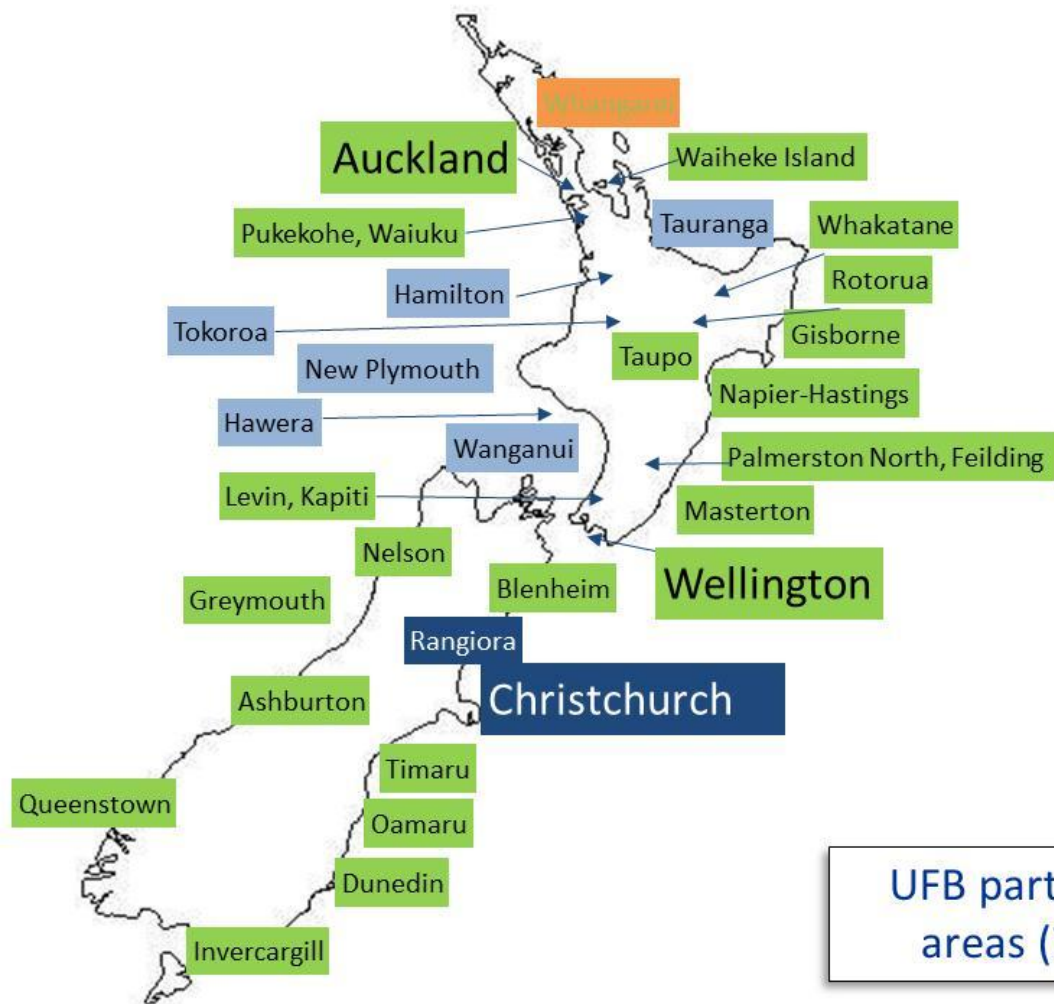 Whangarei
Auckland
Waiheke Island
Pukekohe, Waiuku
Tauranga
Whakatane
Hamilton
Rotorua
Tokoroa
Gisborne
Taupo
New Plymouth
Napier-Hastings
Hawera
Wanganui
Palmerston North, Feilding
Levin, Kapiti
Masterton
Nelson
Wellington
Blenheim
Greymouth
Rangiora
Christchurch
Ashburton
Timaru
Queenstown
Oamaru
Dunedin
Invercargill
UFB part
areas (